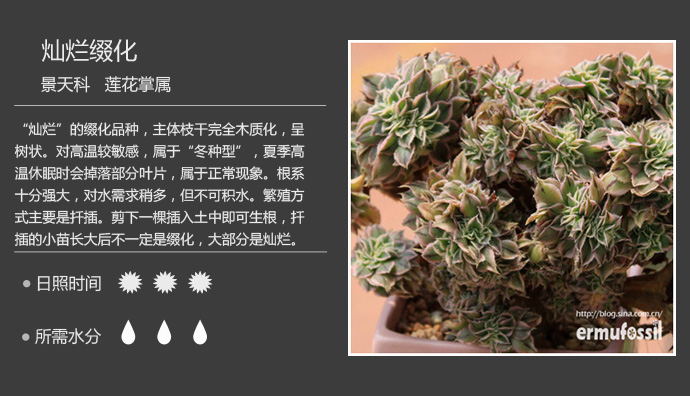 灿烂缀化
景天科 莲花掌属
“灿烂”的缀化品种，主体枝干完全木质化，呈
树状。对高温较敏感，属于“冬种型”，夏季高
温休眠时会掉落部分叶片，属于正常现象。根系
十分强大，对水需求稍多，但不可积水。繁殖方
式主要是扦插。剪下一棵插入土中即可生根，扦
插的小苗长大后不一定是缀化，大部分是灿烂。
日照时间
所需水分
http://blog.sina.com.cn/
ermufossil